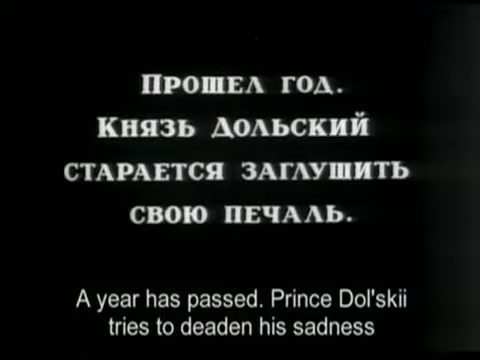 Прошел год.
Князь Дольский
старается заглушить
свою печаль.
A year has passed. Prince Dol'skii
tries to deaden his sadness